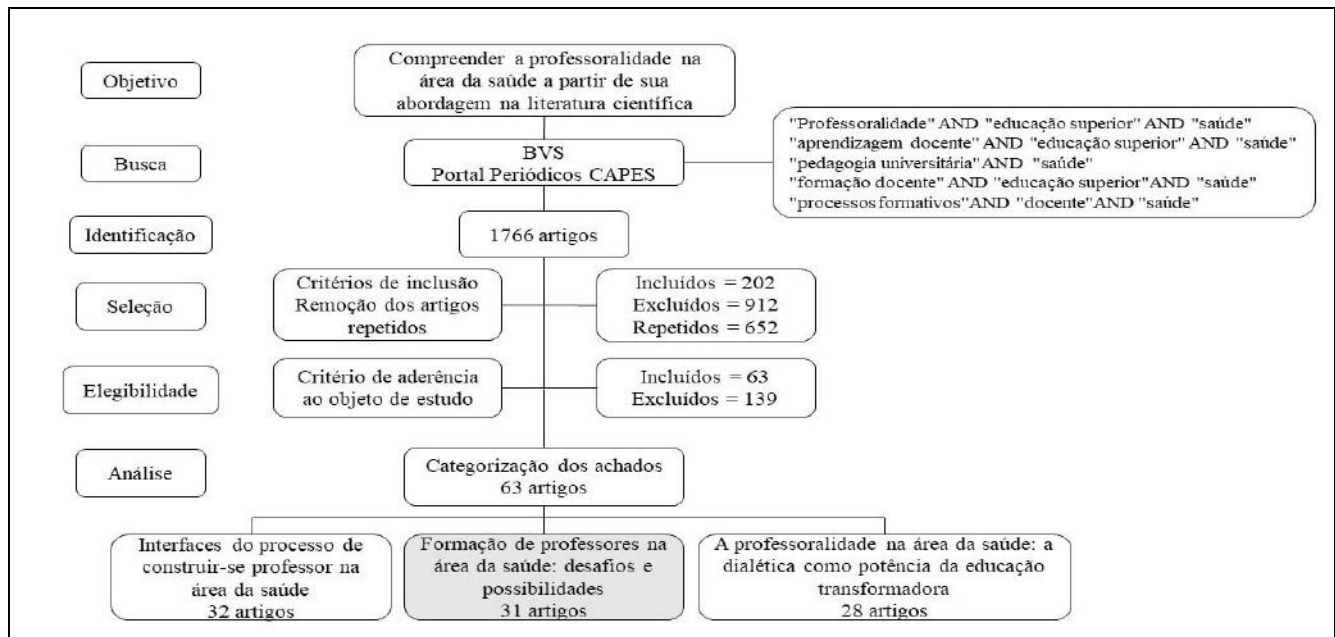 Objetivo
Compreender a professoralidade na
área da saúde a partir de sua
abordagem na literatura científica
Busca
BVS
Portal Periódicos CAPES
"Professoralidade" AND "educação superior" AND "saúde"
"aprendizagem docente" AND "educação superior" AND "saúde"
"pedagogia universitária"AND "saúde"
"formação docente" AND "educação superior"AND "saúde"
"processos formativos"AND "docente"AND "saúde"
Identificação
1766 artigos
Seleção
Critérios de inclusão
Remoção dos artigos
repetidos
Incluídos = 202
Excluídos = 912
Repetidos = 652
Elegibilidade
Critério de aderência
ao objeto de estudo
Incluídos = 63
Excluídos = 139
Análise
Categorização dos achados
63 artigos
Interfaces do processo de
construir-se professor na
área da saúde
32 artigos
Formação de professores na
área da saúde: desafios e
possibilidades
31 artigos
A professoralidade na área da saúde: a
dialética como potência da educação
transformadora
28 artigos